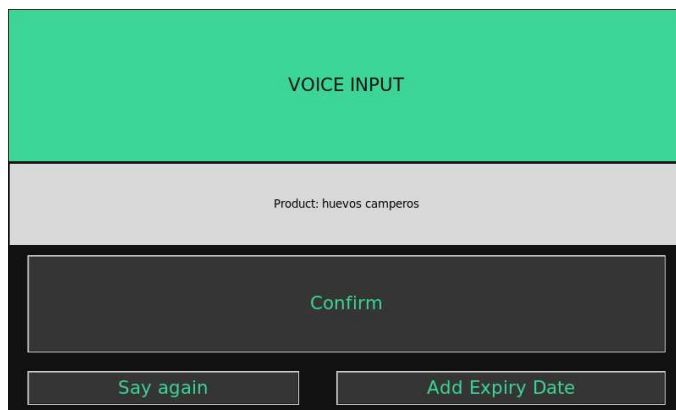 VOICE INPUT
Product: huevos camperos
Confirm
Say again
Add Expiry Date